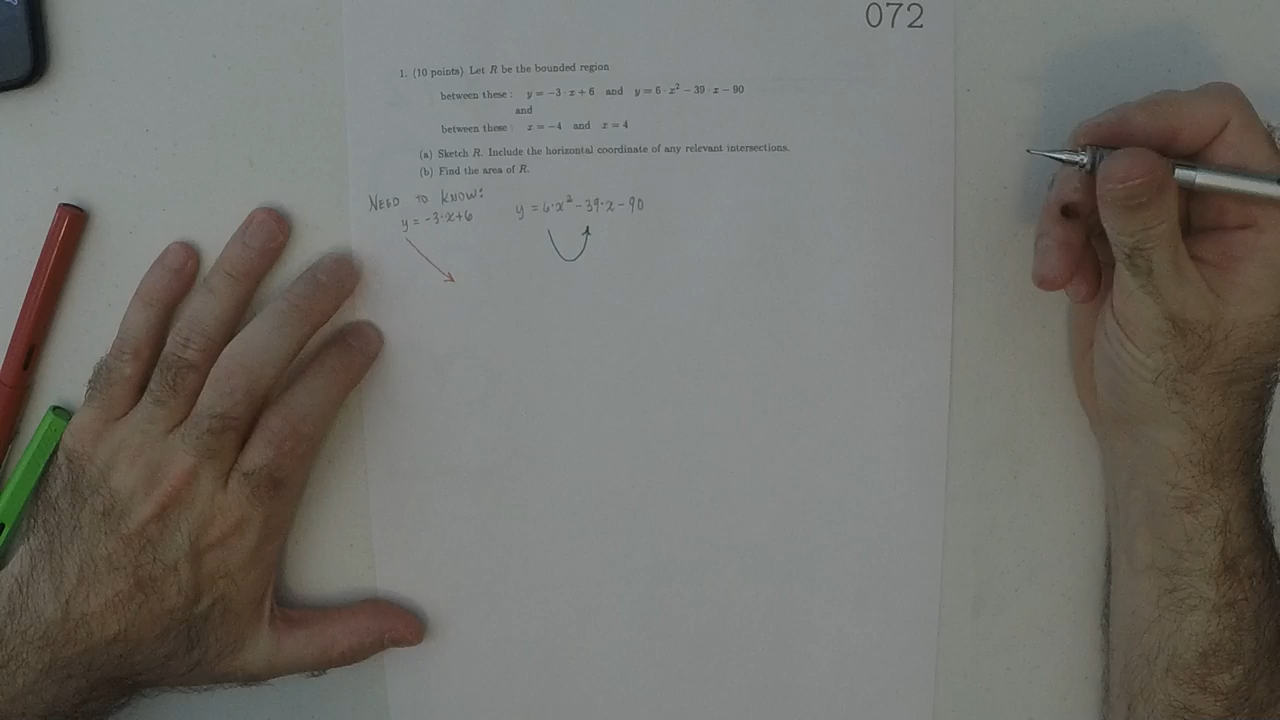 072
1. (10 points) Let R be the bounded region
between these : y = −3 · x + 6 and y = 6 · x² − 39 · x − 90
and
between these : x = −4 and x = 4
(a) Sketch R. Include the horizontal coordinate of any relevant intersections.
(b) Find the area of R.
NEED TO KNOW:
y = -3·x+6 y = 6·x² -39·x -90